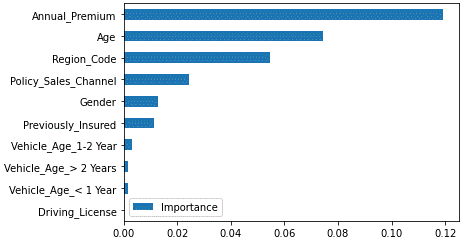 Annual_Premium
Age
Region_Code
Policy_Sales_Channel
Gender
Previously_Insured
Vehicle_Age_1-2 Year
Vehicle_Age_> 2 Years
Vehicle_Age_< 1 Year
Driving_License
Importance
0.00 0.02 0.04 0.06 0.08 0.10 0.12